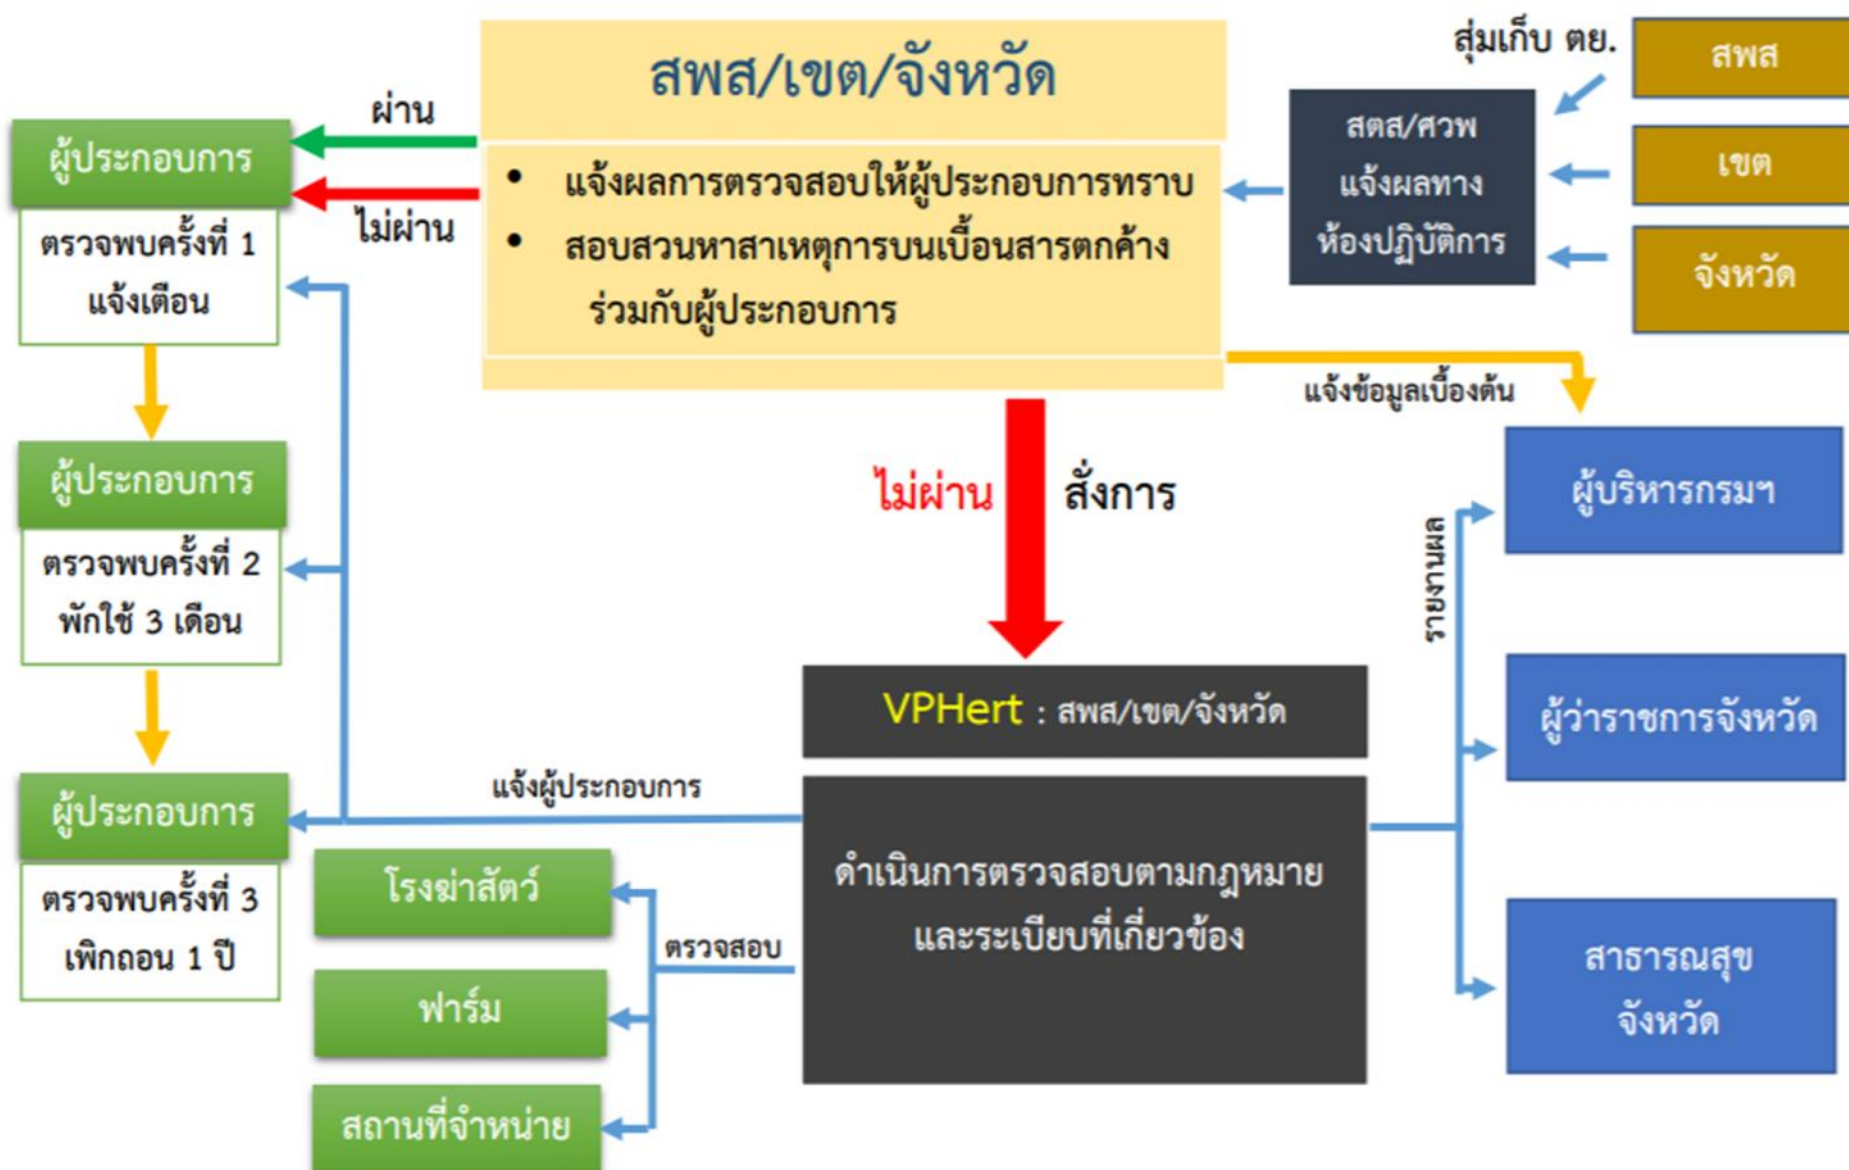 สพส/เขต/จังหวัด
• แจ้งผลการตรวจสอบให้ผู้ประกอบการทราบ
• สอบสวนหาสาเหตุการบนเบื้อนสารตกค้าง
ร่วมกับผู้ประกอบการ
สุ่มเก็บ ตย.
สพส
เขต
จังหวัด
สตส/ศวพ
แจ้งผลทาง
ห้องปฏิบัติการ
ผ่าน
ไม่ผ่าน
ผู้ประกอบการ
ตรวจพบครั้งที่ 1
แจ้งเตือน
ผู้ประกอบการ
ตรวจพบครั้งที่ 2
พักใช้ 3 เดือน
ผู้ประกอบการ
ตรวจพบครั้งที่ 3
เพิกถอน 1 ปี
แจ้งข้อมูลเบื้องต้น
ไม่ผ่าน สั่งการ
VPHert : สพส/เขต/จังหวัด
ดำเนินการตรวจสอบตามกฎหมาย
และระเบียบที่เกี่ยวข้อง
แจ้งผู้ประกอบการ
ตรวจสอบ
โรงฆ่าสัตว์
ฟาร์ม
สถานที่จำหน่าย
รายงานผล
ผู้บริหารกรมฯ
ผู้ว่าราชการจังหวัด
สาธารณสุข
จังหวัด